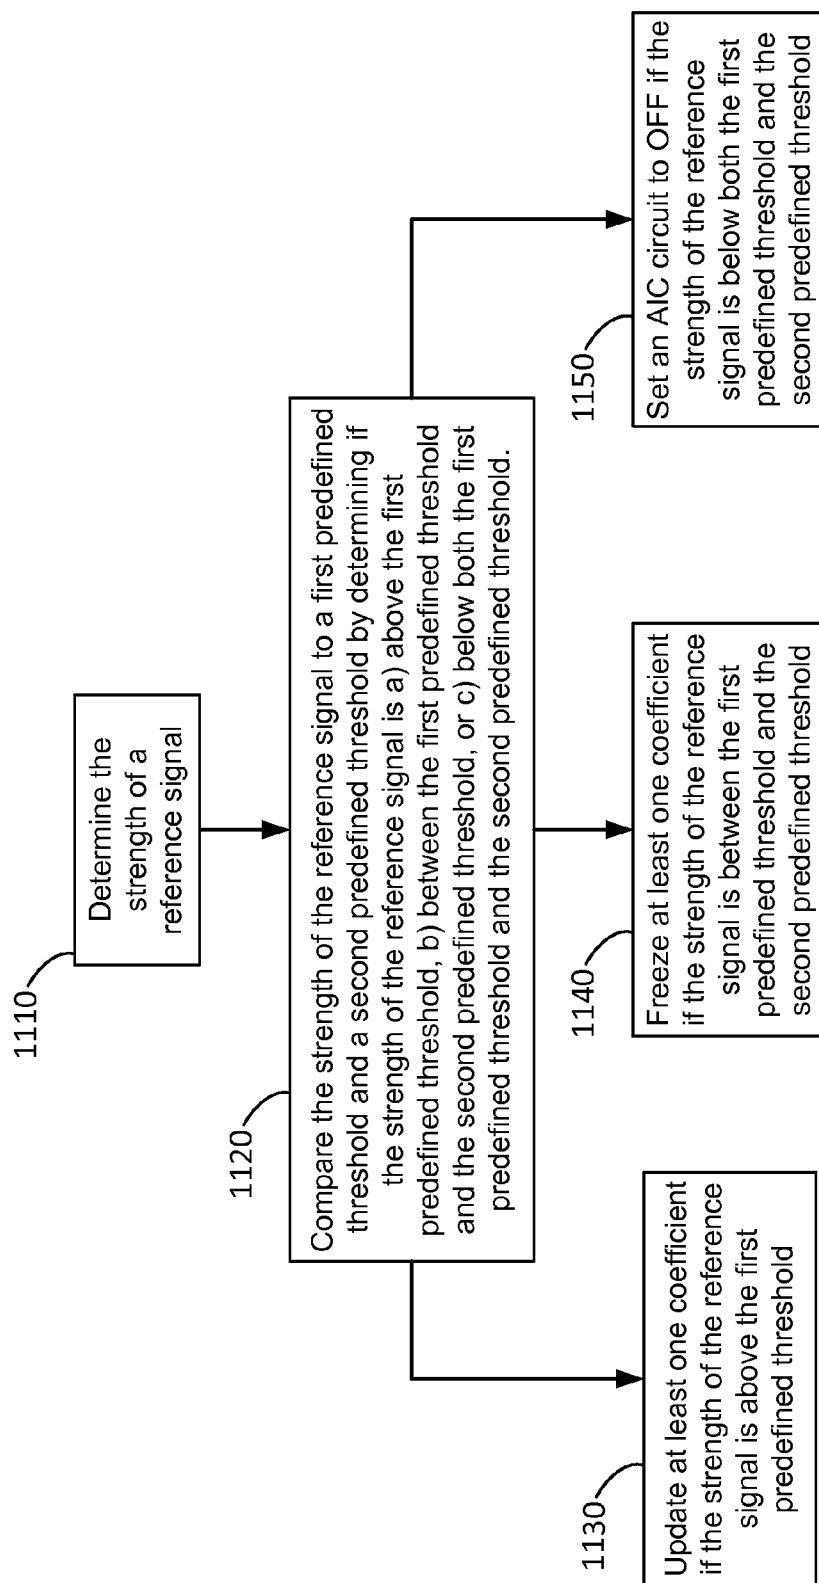 1110
Determine the
strength of a
reference signal
1120
Compare the strength of the reference signal to a first predefined
threshold and a second predefined threshold by determining if
the strength of the reference signal is a) above the first
predefined threshold, b) between the first predefined threshold
and the second predefined threshold, or c) below both the first
predefined threshold and the second predefined threshold.
1130
Update at least one coefficient
if the strength of the reference
signal is above the first
predefined threshold
1140
Freeze at least one coefficient
if the strength of the reference
signal is between the first
predefined threshold and the
second predefined threshold
1150
Set an AIC circuit to OFF if the
strength of the reference
signal is below both the first
predefined threshold and the
second predefined threshold